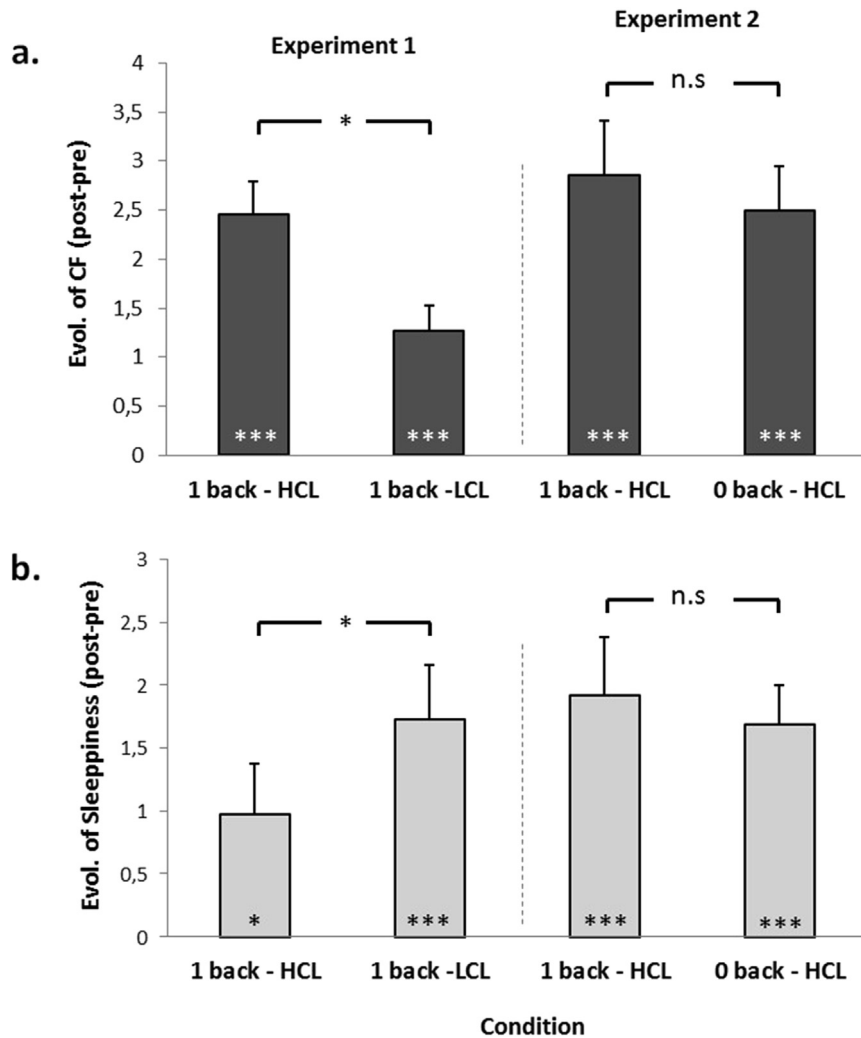 a.
Experiment 1
Experiment 2
Evol. of CF (post-pre)
4
3,5
3
2,5
2
1,5
1
0,5
0
*
n.s
*** *** *** ***
1 back - HCL 1 back -LCL 1 back - HCL 0 back - HCL
b.
Evol. of Sleeppiness (post-pre)
3
2,5
2
1,5
1
0,5
0
*
n.s
* *** *** ***
1 back - HCL 1 back -LCL 1 back - HCL 0 back - HCL
Condition